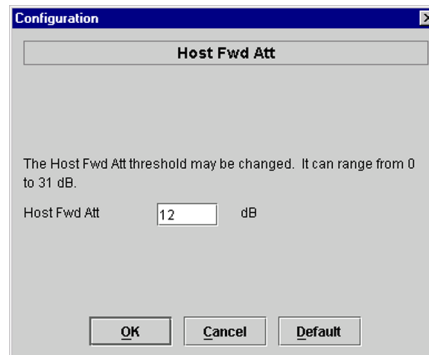 Configuration
Host Fwd Att
The Host Fwd Att threshold may be changed. It can range from 0
to 31 dB.
Host Fwd Att 12 dB
OK Cancel Default